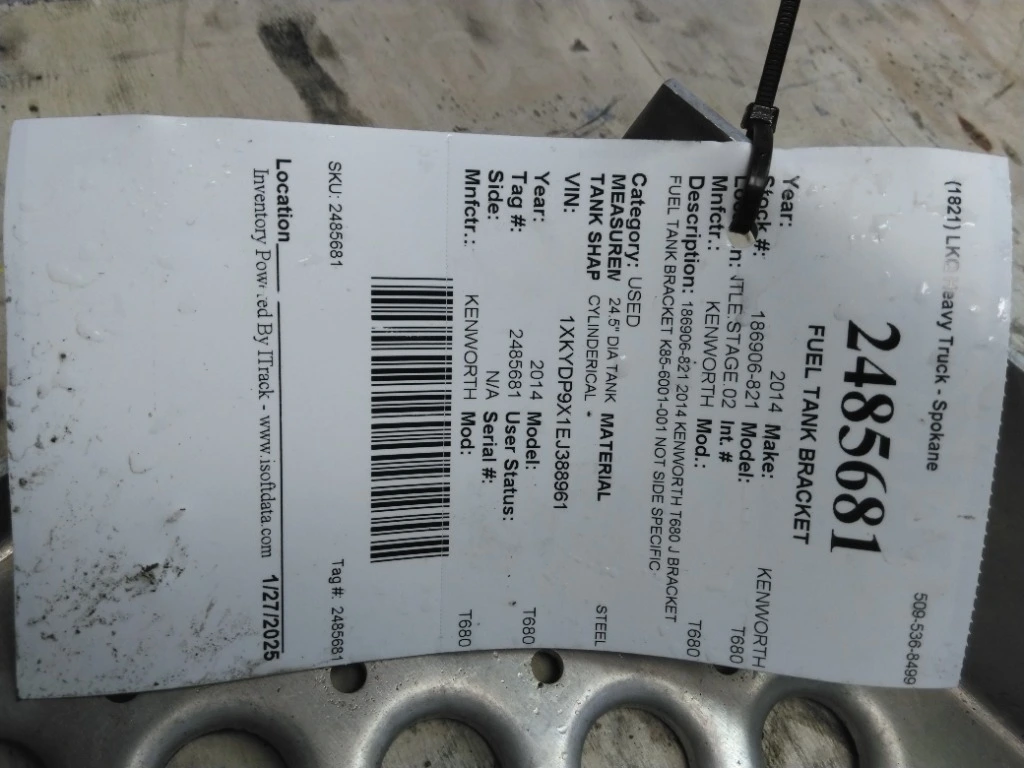 (1821) LKQ Heavy Truck - Spokane 509-536-8499
2485681
FUEL TANK BRACKET
Year: 2014 Make: KENWORTH
Stock #: 186906-821 Model: T680
NTLE.STAGE.02 Int. #
Mnfctr.: KENWORTH Mod.: T680
Description: 186906-821 2014 KENWORTH T680 J BRACKET
FUEL TANK BRACKET K85-6001-001 NOT SIDE SPECIFIC
Category: USED
MEASUREM 24.5" DIA TANK MATERIAL STEEL
TANK SHAP CYLINDERICAL -
VIN: 1XKYDP9X1EJ388961
Year: 2014 Model: T680
Tag #: 2485681 User Status:
Side: N/A Serial #:
Mnfctr.: KENWORTH Mod: T680
SKU: 2485681 Tag#: 2485681
Location 1/27/2025
Inventory Powered By ITrack - www.isoftdata.com